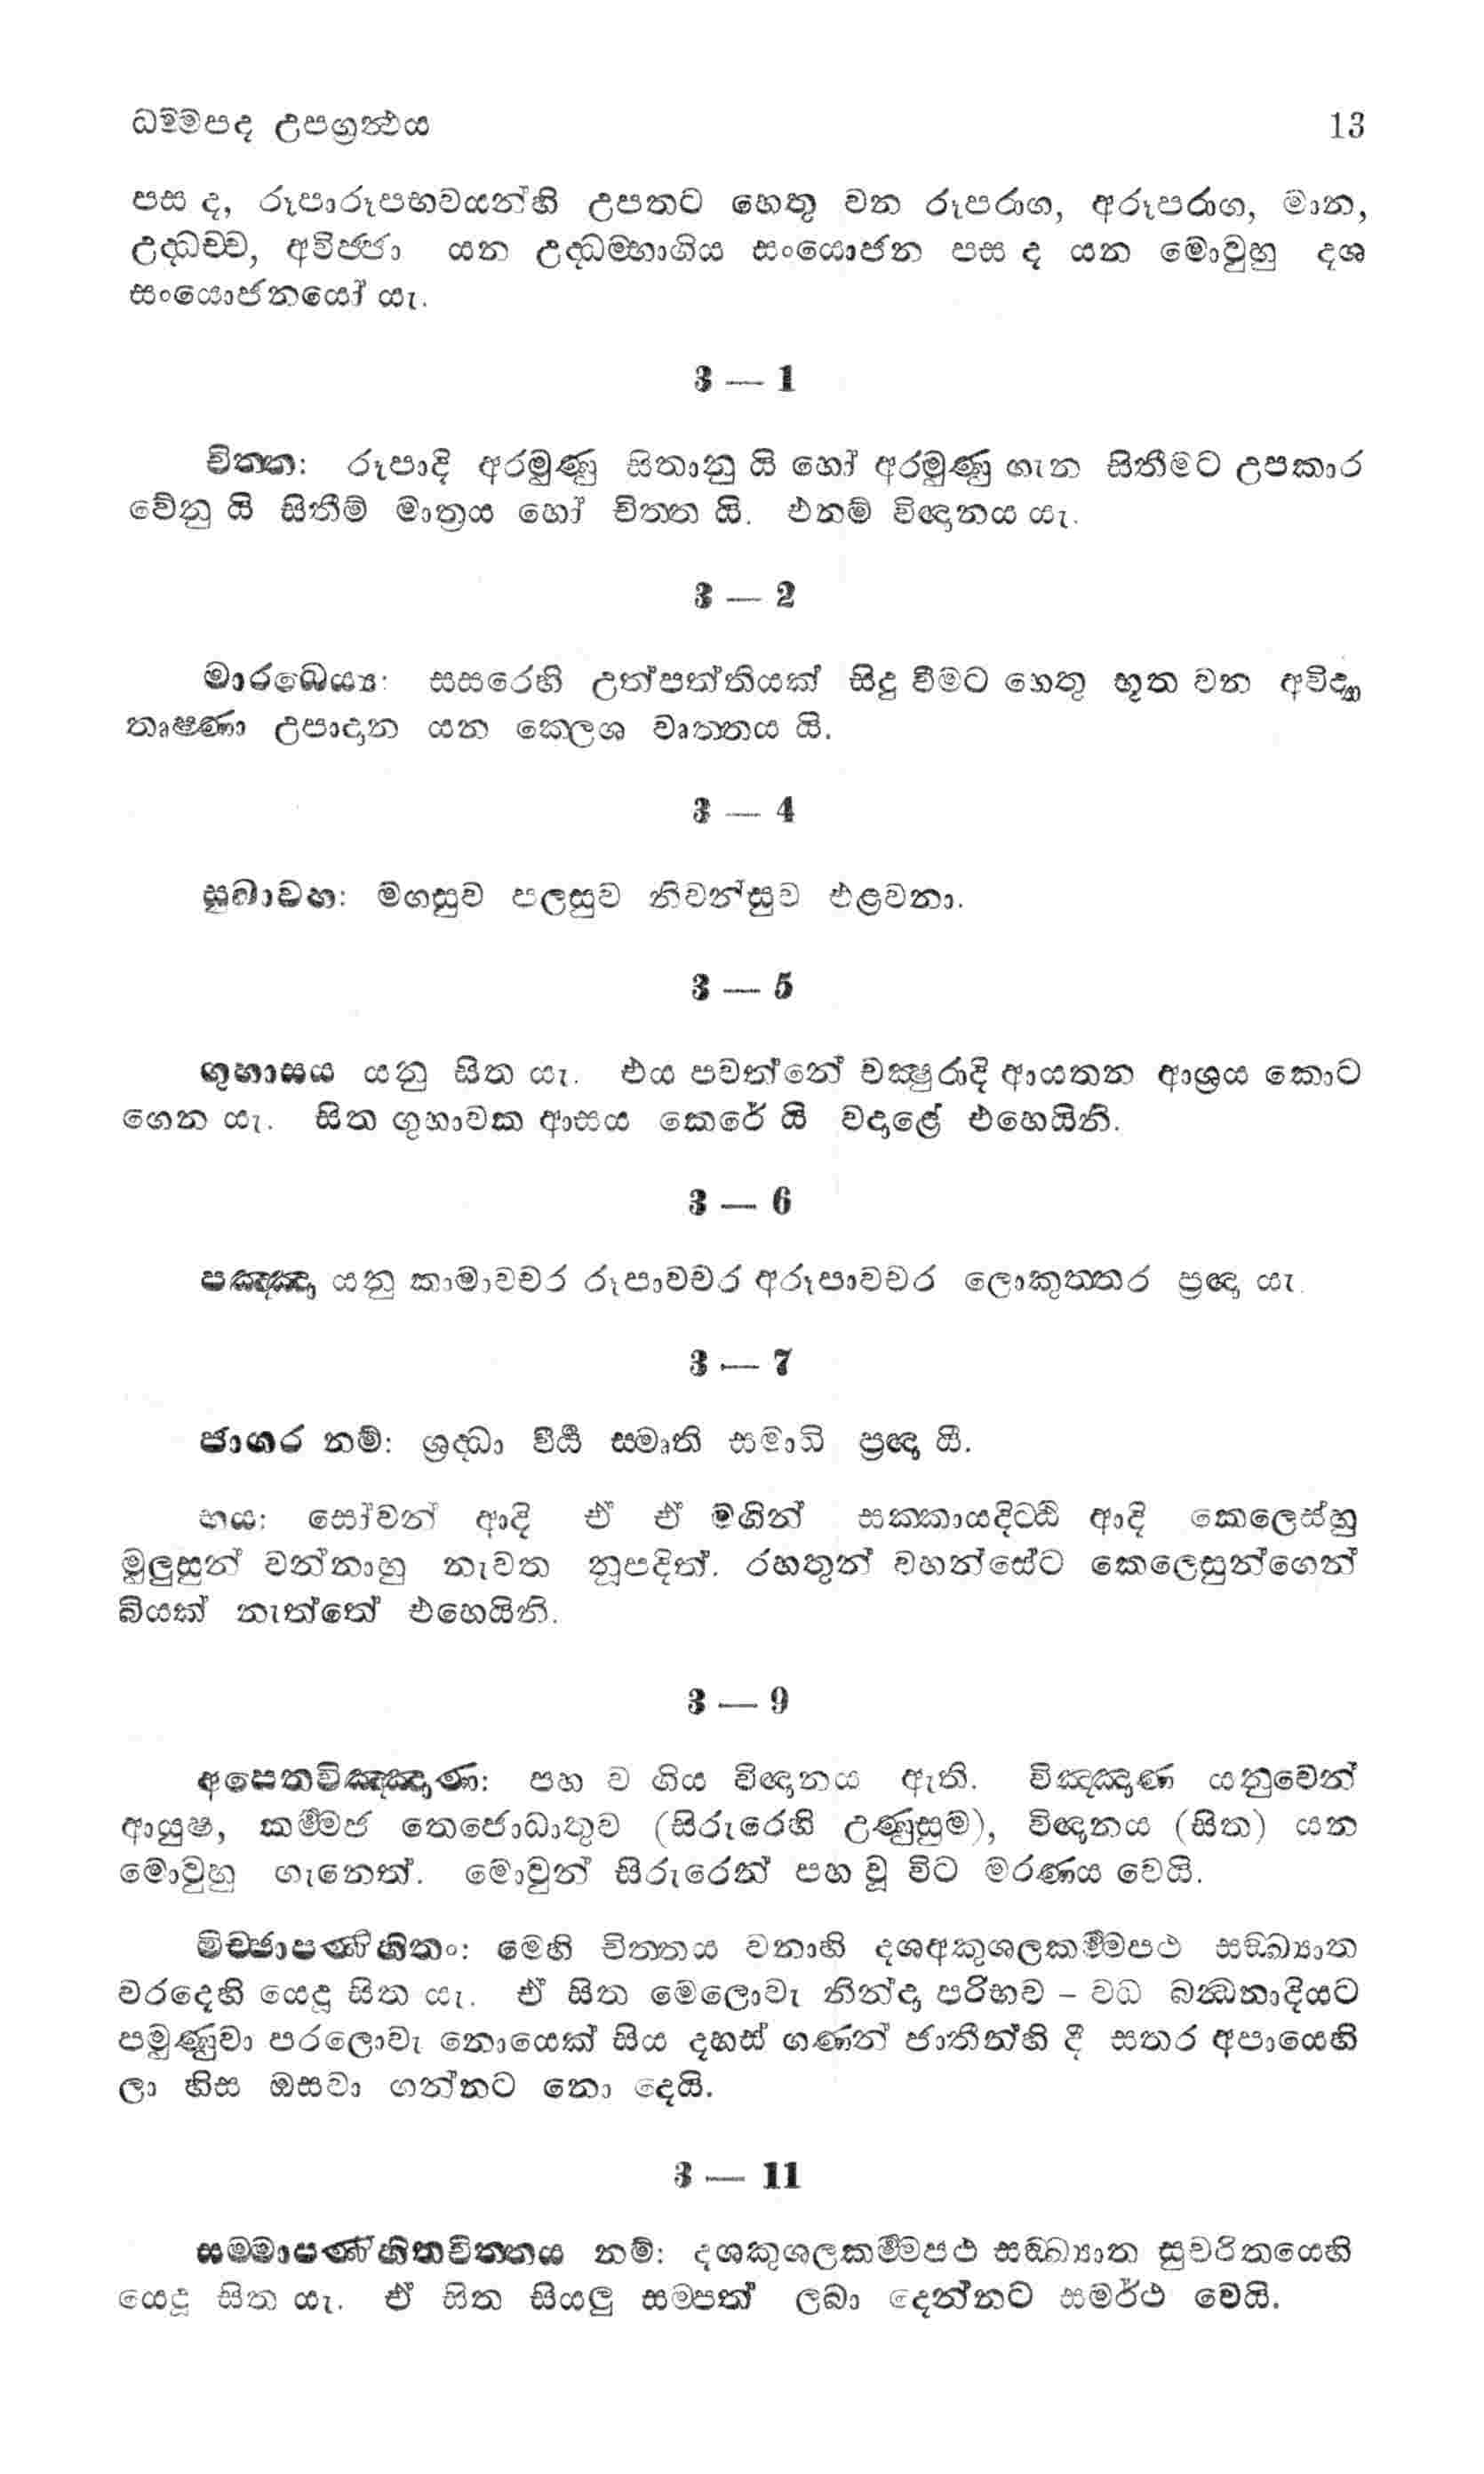 ධම්මපද උපග්‍රන්‍ථය 13
පස ද, රූපාරූපභවයන්හි උපතට හෙතු වන රූපරාග, අරූපරාග, මාන,
උද්ධච්ච, අවිජ්ජා යන උද්ධම්භාගිය සංයොජන පස ද යන මොවුහු දශ
සංයොජනයෝ යැ.
3 — 1
චිත්ත: රූපාදි අරමුණු සිතානු යි හෝ අරමුණු ගැන සිතීමට උපකාර
වේනු යි සිතීම් මාත්‍රය හෝ චිත්ත යි. එනම් විඥානය යැ.
3 — 2
මාරධෙය්‍ය: සසරෙහි උත්පත්තියක් සිදු වීමට හෙතු භූත වන අවිද්‍යා
තෘෂ්ණා උපාදාන යන ක්ලෙශ වෘත්තය යි.
3 — 4
සුඛාවහ: මගසුව පලසුව නිවන්සුව එළවනා.
3 — 5
ගුහාසය යනු සිත යැ. එය පවත්නේ චක්‍ෂුරාදි ආයතන ආශ්‍රය කොට
ගෙන යැ. සිත ගුහාවක ආසය කෙරේ යි වදාළේ එහෙයිනි.
3 — 6
පඤ්ඤා යනු කාමාවචර රූපාවචර අරූපාවචර ලොකුත්තර ප්‍රඥා යැ.
3 — 7
ජාගර නම්: ශ්‍රද්ධා වීර්‍ය්‍ය ස්මෘති සමාධි ප්‍රඥා යි.
භය: සෝවන් ආදි ඒ ඒ මගින් සක්කායදිට්ඨි ආදි කෙලෙස්හු
මුලුසුන් වන්නාහු නැවත නූපදිත්. රහතුන් වහන්සේට කෙලෙසුන්ගෙන්
බියක් නැත්තේ එහෙයිනි.
3 — 9
අපෙතවිඤ්ඤාණ: පහ ව ගිය විඥානය ඇති. විඤ්ඤාණ යනුවෙන්
ආයුෂ, කර්‍ම්මජ තෙජොධාතුව (සිරුරෙහි උණුසුම), විඥානය (සිත) යන
මොවුහු ගැනෙත්. මොවුන් සිරුරෙන් පහ වූ විට මරණය වෙයි.
මිච්ඡාපණිහිතං: මෙහි චිත්තය වනාහි දශඅකුශලකර්‍ම්මපථ සඞ්ඛ්‍යාත
වරදෙහි යෙදූ සිත යැ. ඒ සිත මෙලොවැ නින්දා පරිභව – වධ බන්‍ධනාදියට
පමුණුවා පරලොවැ නොයෙක් සිය දහස් ගණන් ජාතීන්හි දී සතර අපායෙහි
ලා හිස ඔසවා ගන්නට නො දෙයි.
3 — 11
සම්මාපණිහිතචිත්තය නම්: දශකුශලකර්‍ම්මපථ සඞ්ඛ්‍යාත සුචරිතයෙහි
යෙදූ සිත යැ. ඒ සිත සියලු සම්පත් ලබා දෙන්නට සමර්ථ වෙයි.